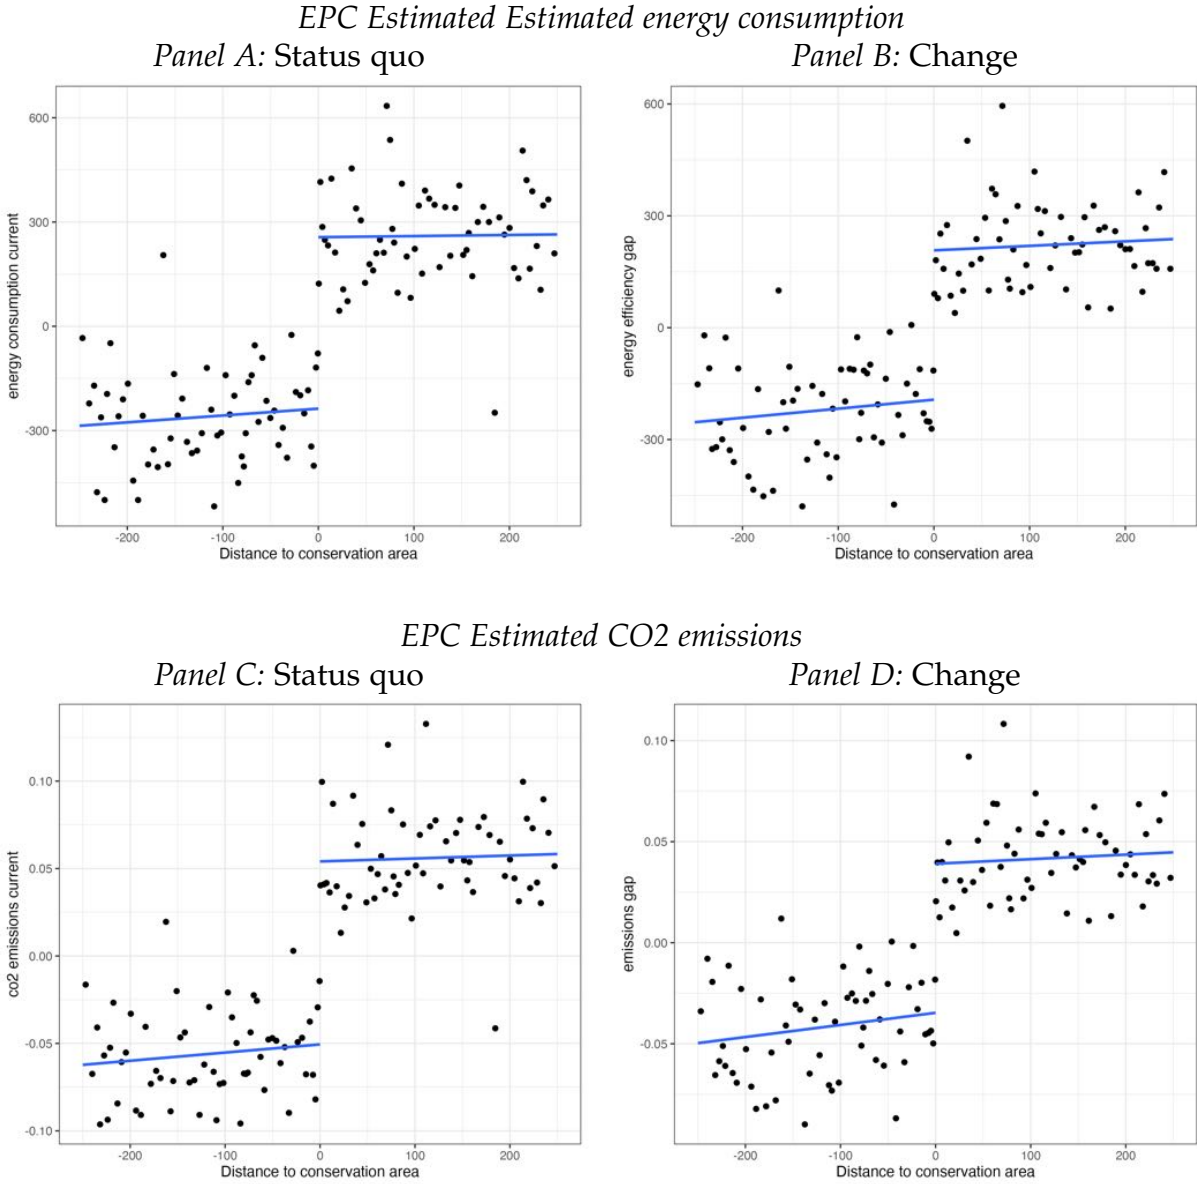 EPC Estimated Estimated energy consumption
Panel A: Status quo
Panel B: Change
600
300
0
-300
energy consumption current
-200
-100
0
100
200
Distance to conservation area
600
300
0
-300
energy efficiency gap
-200
-100
0
100
200
Distance to conservation area
EPC Estimated CO2 emissions
Panel C: Status quo
Panel D: Change
0.10
0.05
0.00
-0.05
-0.10
co2 emissions current
-200
-100
0
100
200
Distance to conservation area
0.10
0.05
0.00
-0.05
emissions gap
-200
-100
0
100
200
Distance to conservation area